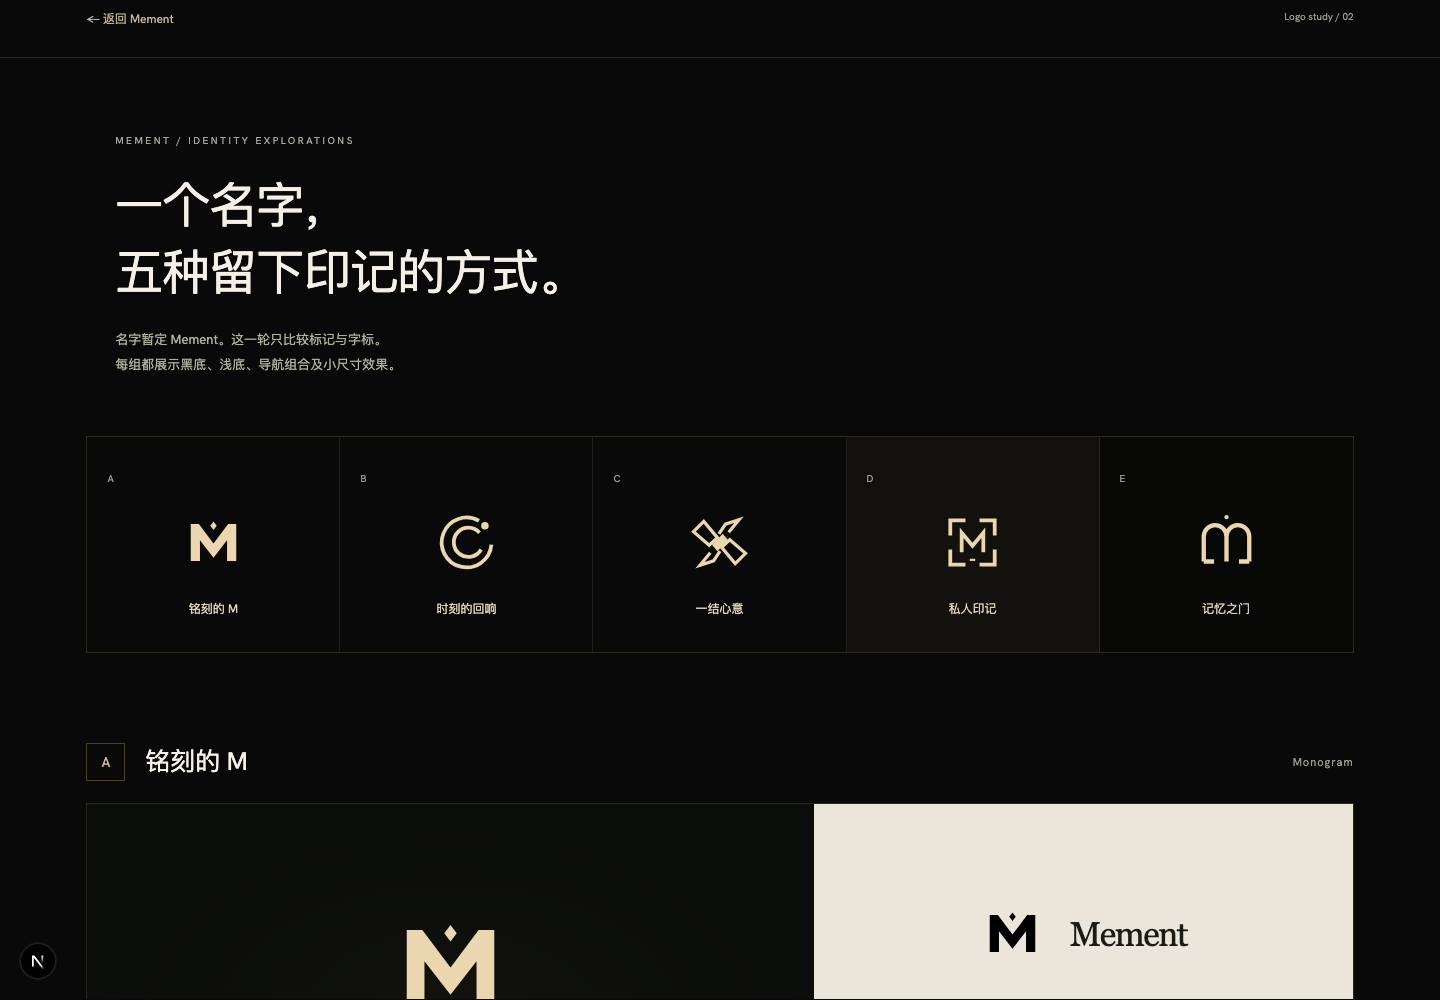 ← 返回 Mement
Logo study / 02
MEMENT / IDENTITY EXPLORATIONS
一个名字，
五种留下印记的方式。
名字暂定 Mement。这一轮只比较标记与字标。
每组都展示黑底、浅底、导航组合及小尺寸效果。
A
B
C
D
E
铭刻的 M
时刻的回响
一结心意
私人印记
记忆之门
A
铭刻的 M
Monogram
Mement